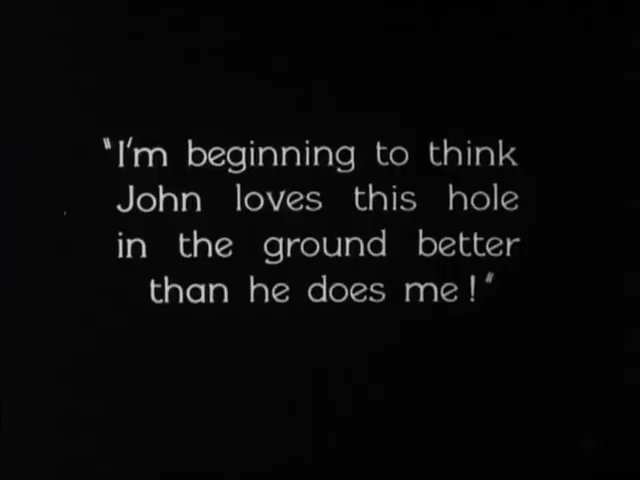 "I'm beginning to think
John loves this hole
in the ground better
than he does me!"